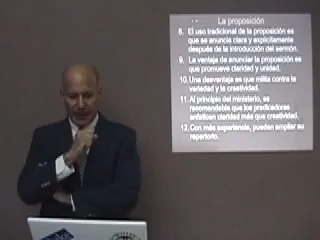 La proposición
8. El uso tradicional de la proposición es
que se anuncia clara y explícitamente
después de la introducción del sermón.
9. La ventaja de anunciar la proposición es
que promueve claridad y unidad.
10. Una desventaja es que milita contra la
variedad y la creatividad.
11. Al principio del ministerio, es
recomendable que los predicadores
enfaticen claridad más que creatividad.
12. Con más experiencia, pueden ampliar su
repertorio.